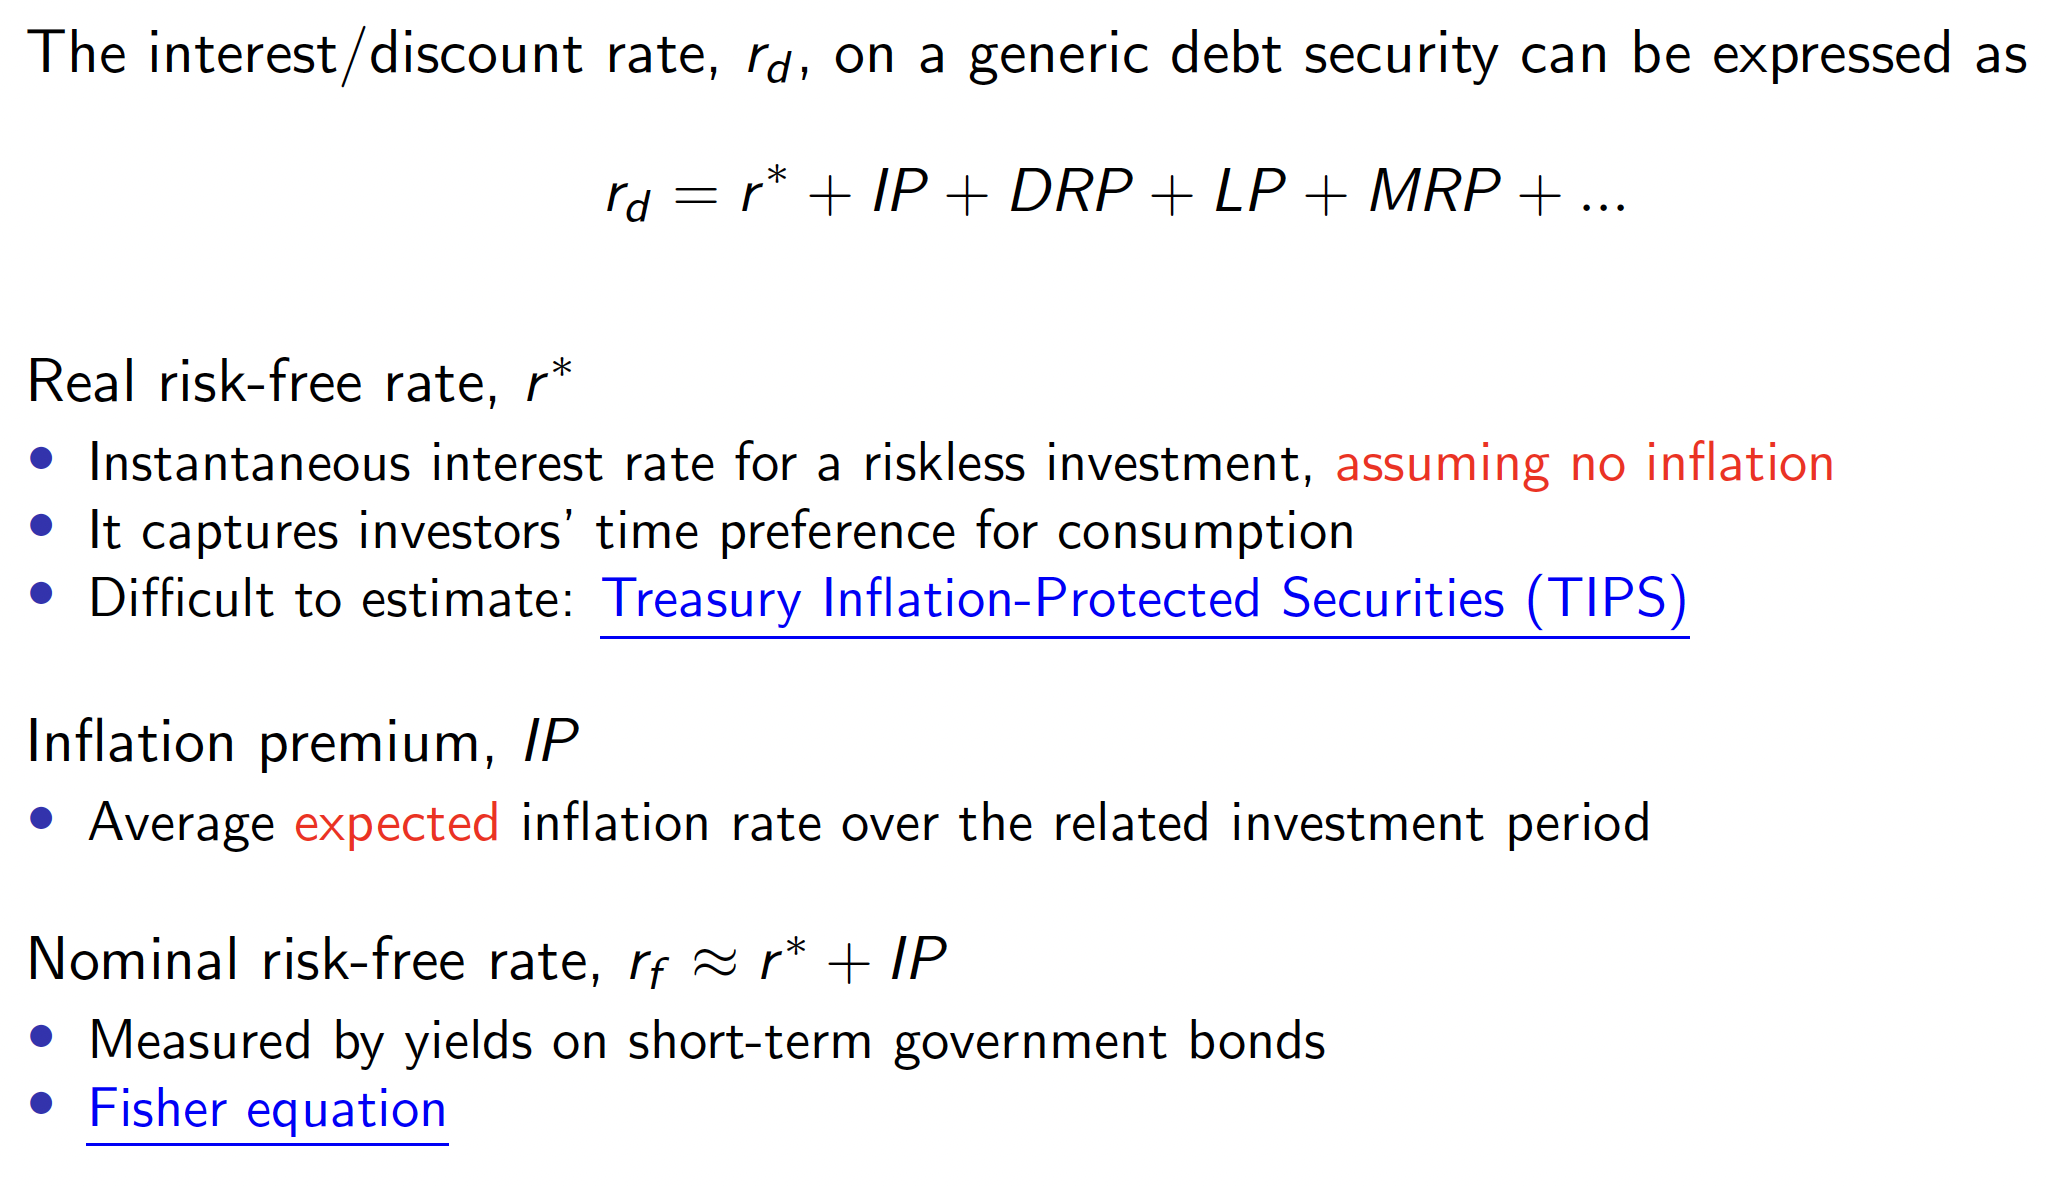 The interest/discount rate, r_d, on a generic debt security can be expressed as
r_d = r* + IP + DRP + LP + MRP + ...
Real risk-free rate, r*
• Instantaneous interest rate for a riskless investment, assuming no inflation
• It captures investors’ time preference for consumption
• Difficult to estimate: Treasury Inflation-Protected Securities (TIPS)
Inflation premium, IP
• Average expected inflation rate over the related investment period
Nominal risk-free rate, r_f ≈ r* + IP
• Measured by yields on short-term government bonds
• Fisher equation